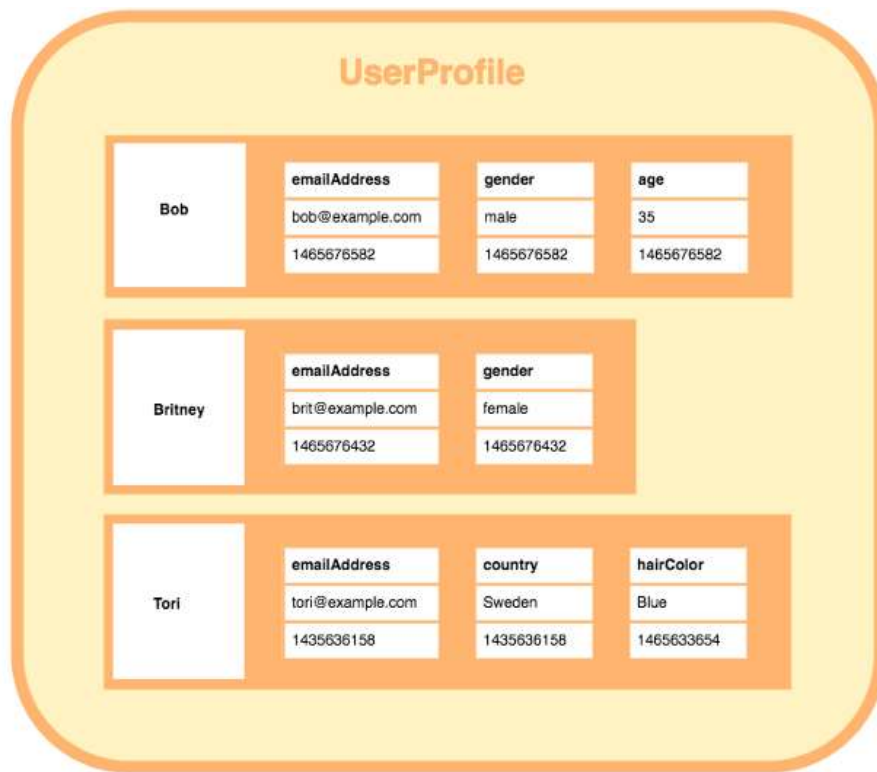 UserProfile
Bob
emailAddress gender age
bob@example.com male 35
1465676582 1465676582 1465676582
Britney
emailAddress gender
brit@example.com female
1465676432 1465676432
Tori
emailAddress country hairColor
tori@example.com Sweden Blue
1435636158 1435636158 1465633654